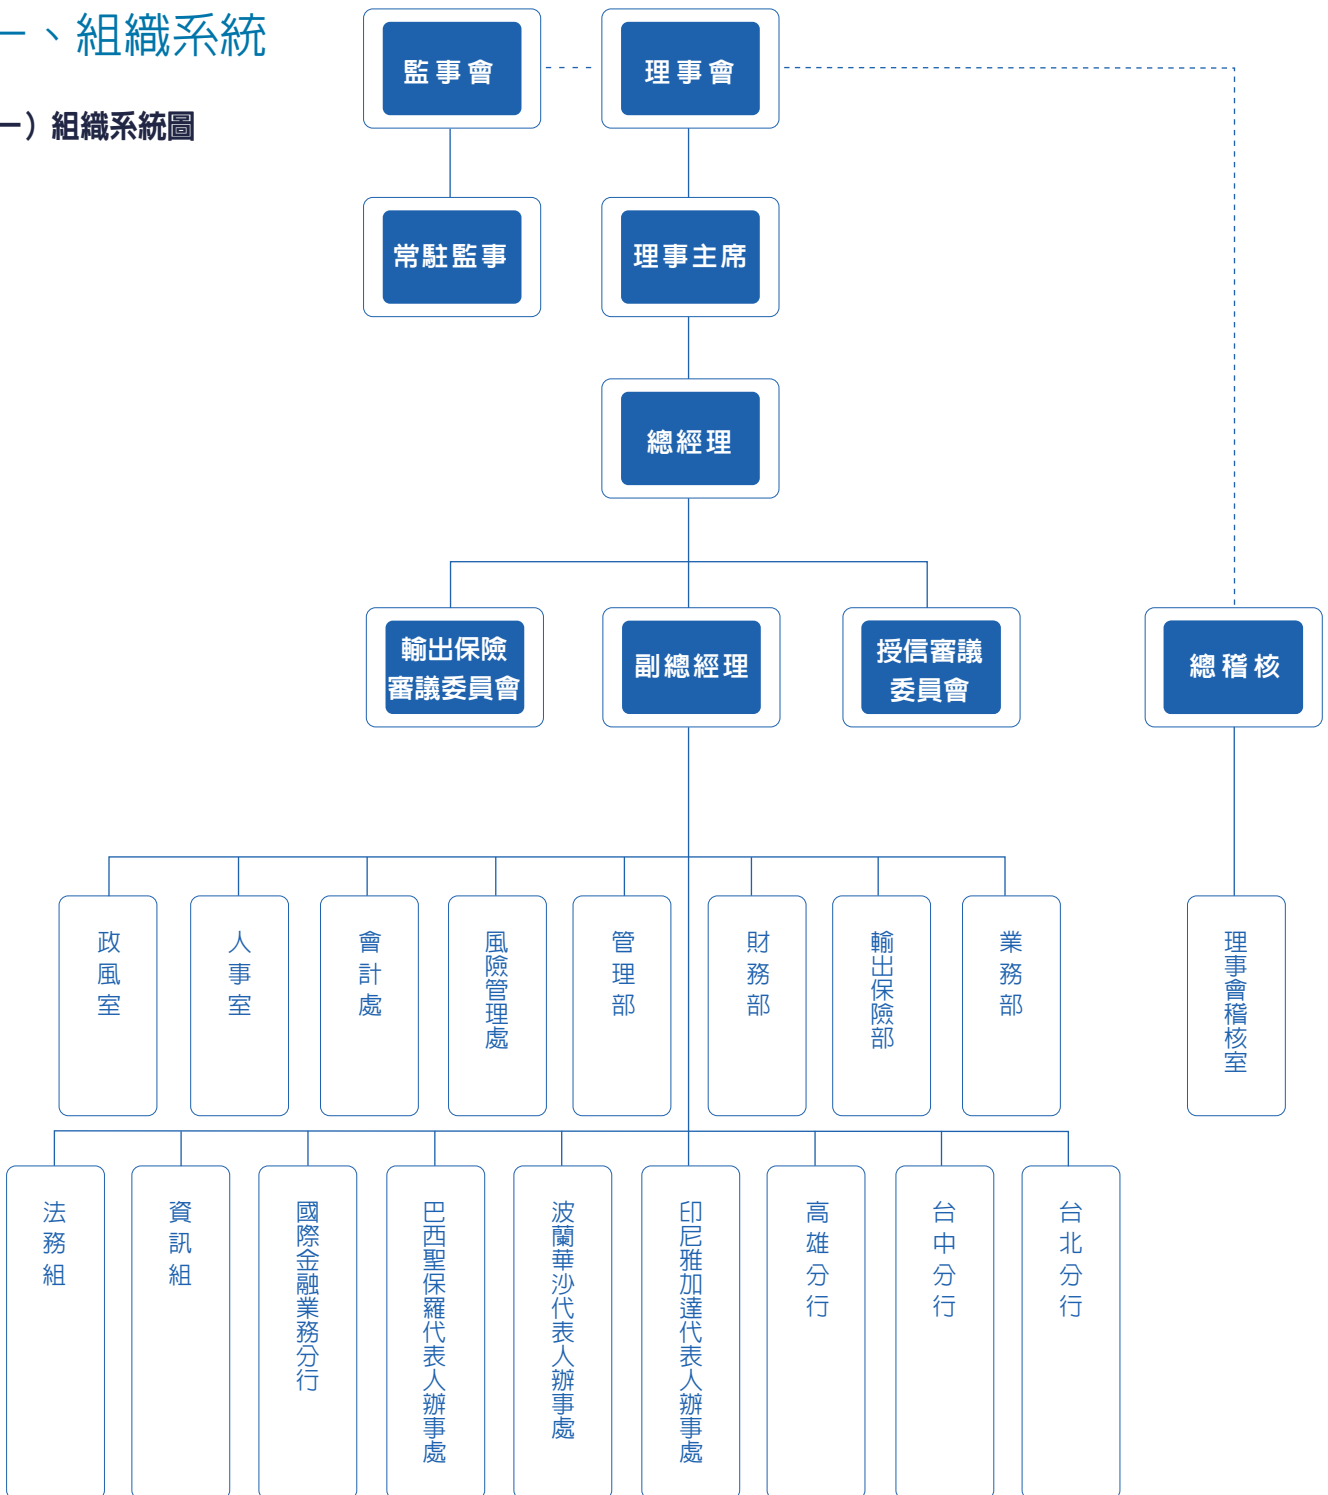 一、組織系統
一）組織系統圖
監事會
理事會
常駐監事
理事主席
總經理
輸出保險
審議委員會
副總經理
授信審議
委員會
總稽核
政風室
人事室
會計處
風險管理處
管理部
財務部
輸出保險部
業務部
理事會稽核室
法務組
資訊組
國際金融業務分行
巴西聖保羅代表人辦事處
波蘭華沙代表人辦事處
印尼雅加達代表人辦事處
高雄分行
台中分行
台北分行